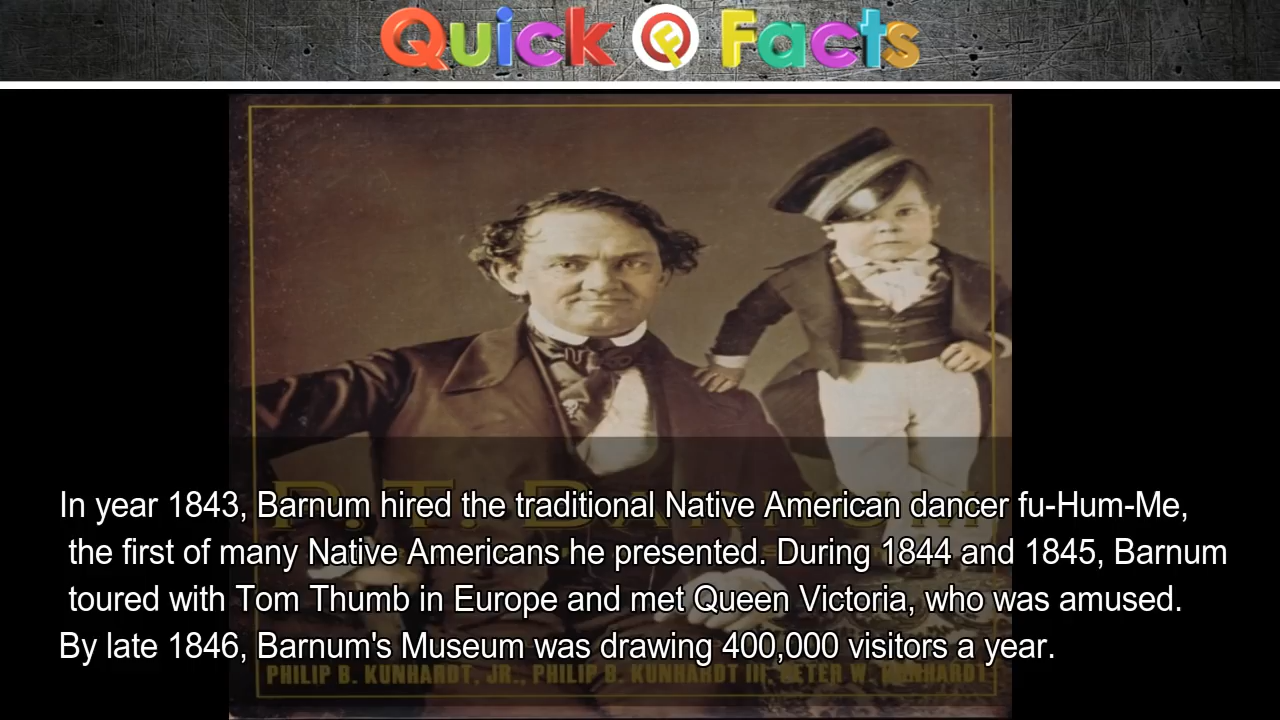 Quick Facts
P. T. BARNUM
In year 1843, Barnum hired the traditional Native American dancer fu-Hum-Me,
the first of many Native Americans he presented. During 1844 and 1845, Barnum
toured with Tom Thumb in Europe and met Queen Victoria, who was amused.
By late 1846, Barnum's Museum was drawing 400,000 visitors a year.
PHILIP B. KUNHARDT, JR., PHILIP B. KUNHARDT III, PETER W. KUNHARDT